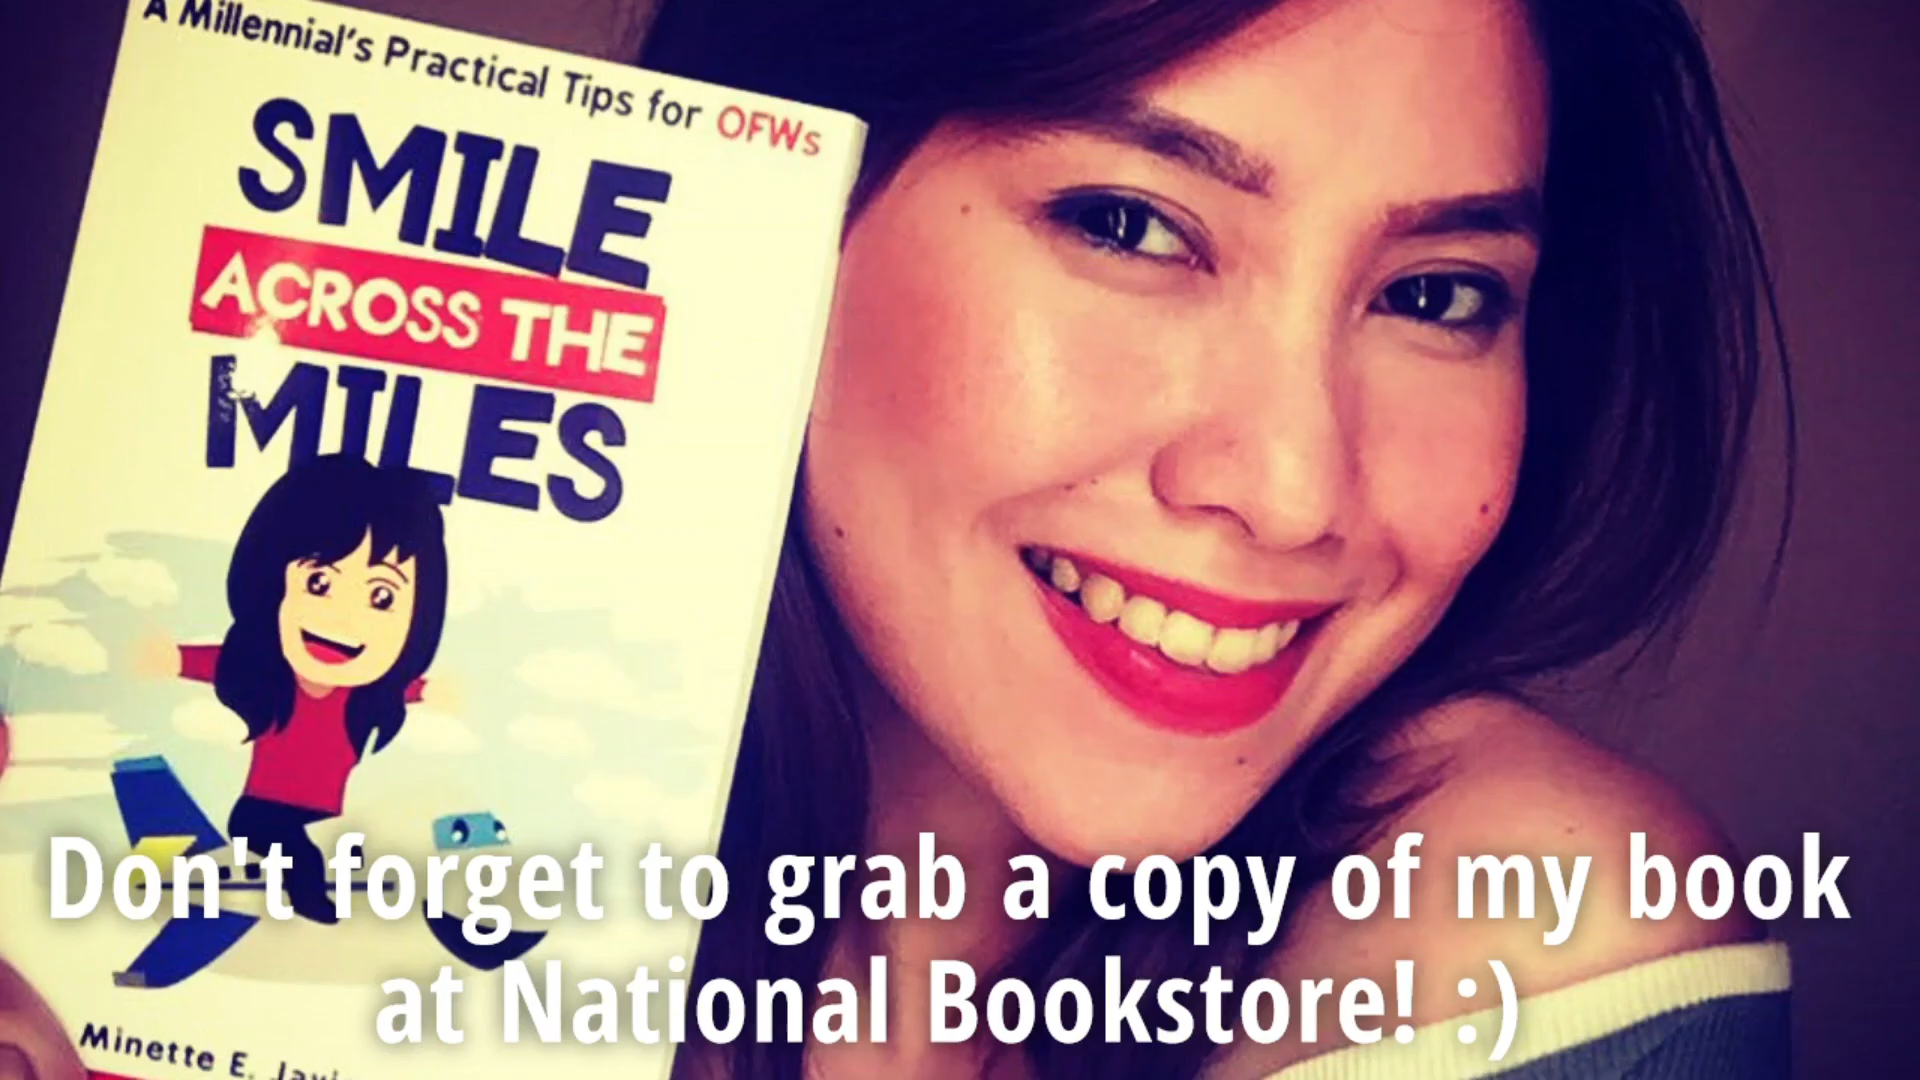 A Millennial's Practical Tips for OFWs
SMILE
ACROSS THE
MILES
Don't forget to grab a copy of my book
at National Bookstore! :)
Minette E.